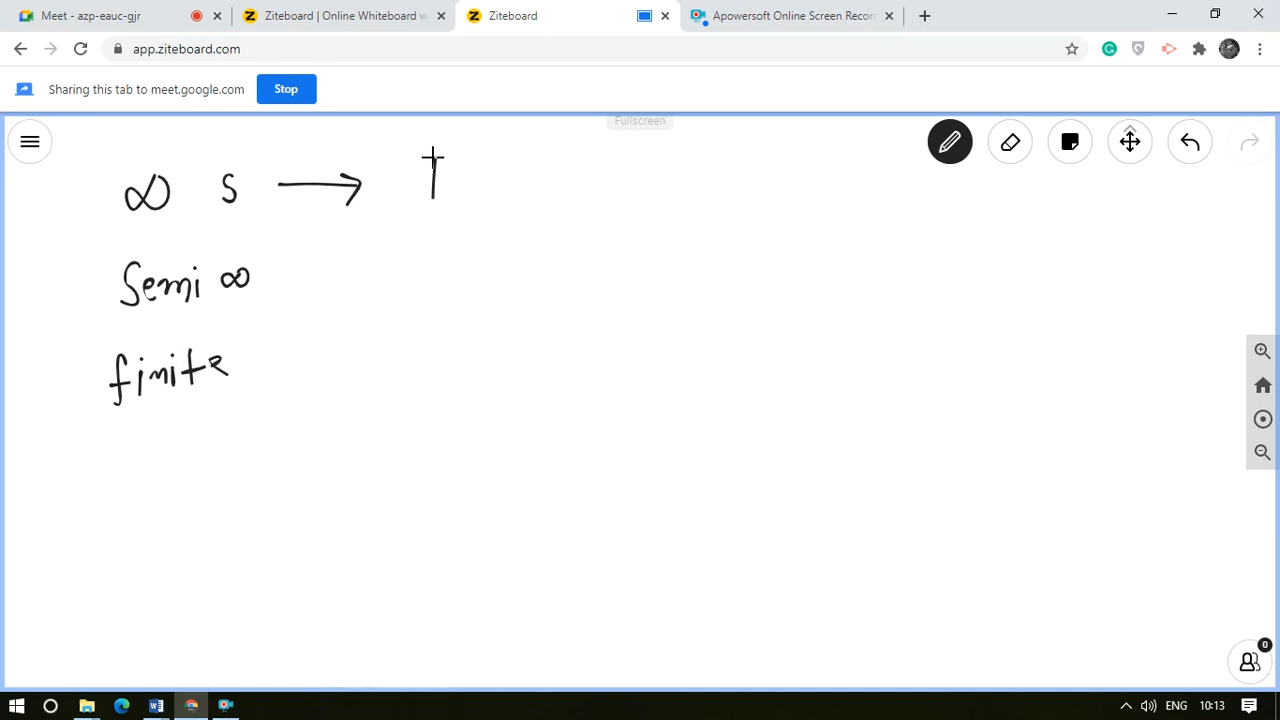 Meet - azp-eauc-gjr
Ziteboard | Online Whiteboard w
Ziteboard
Apowersoft Online Screen Recor
app.ziteboard.com
Sharing this tab to meet.google.com Stop
Fullscreen
∞ s →
Semi ∞
finite
0
ENG 10:13